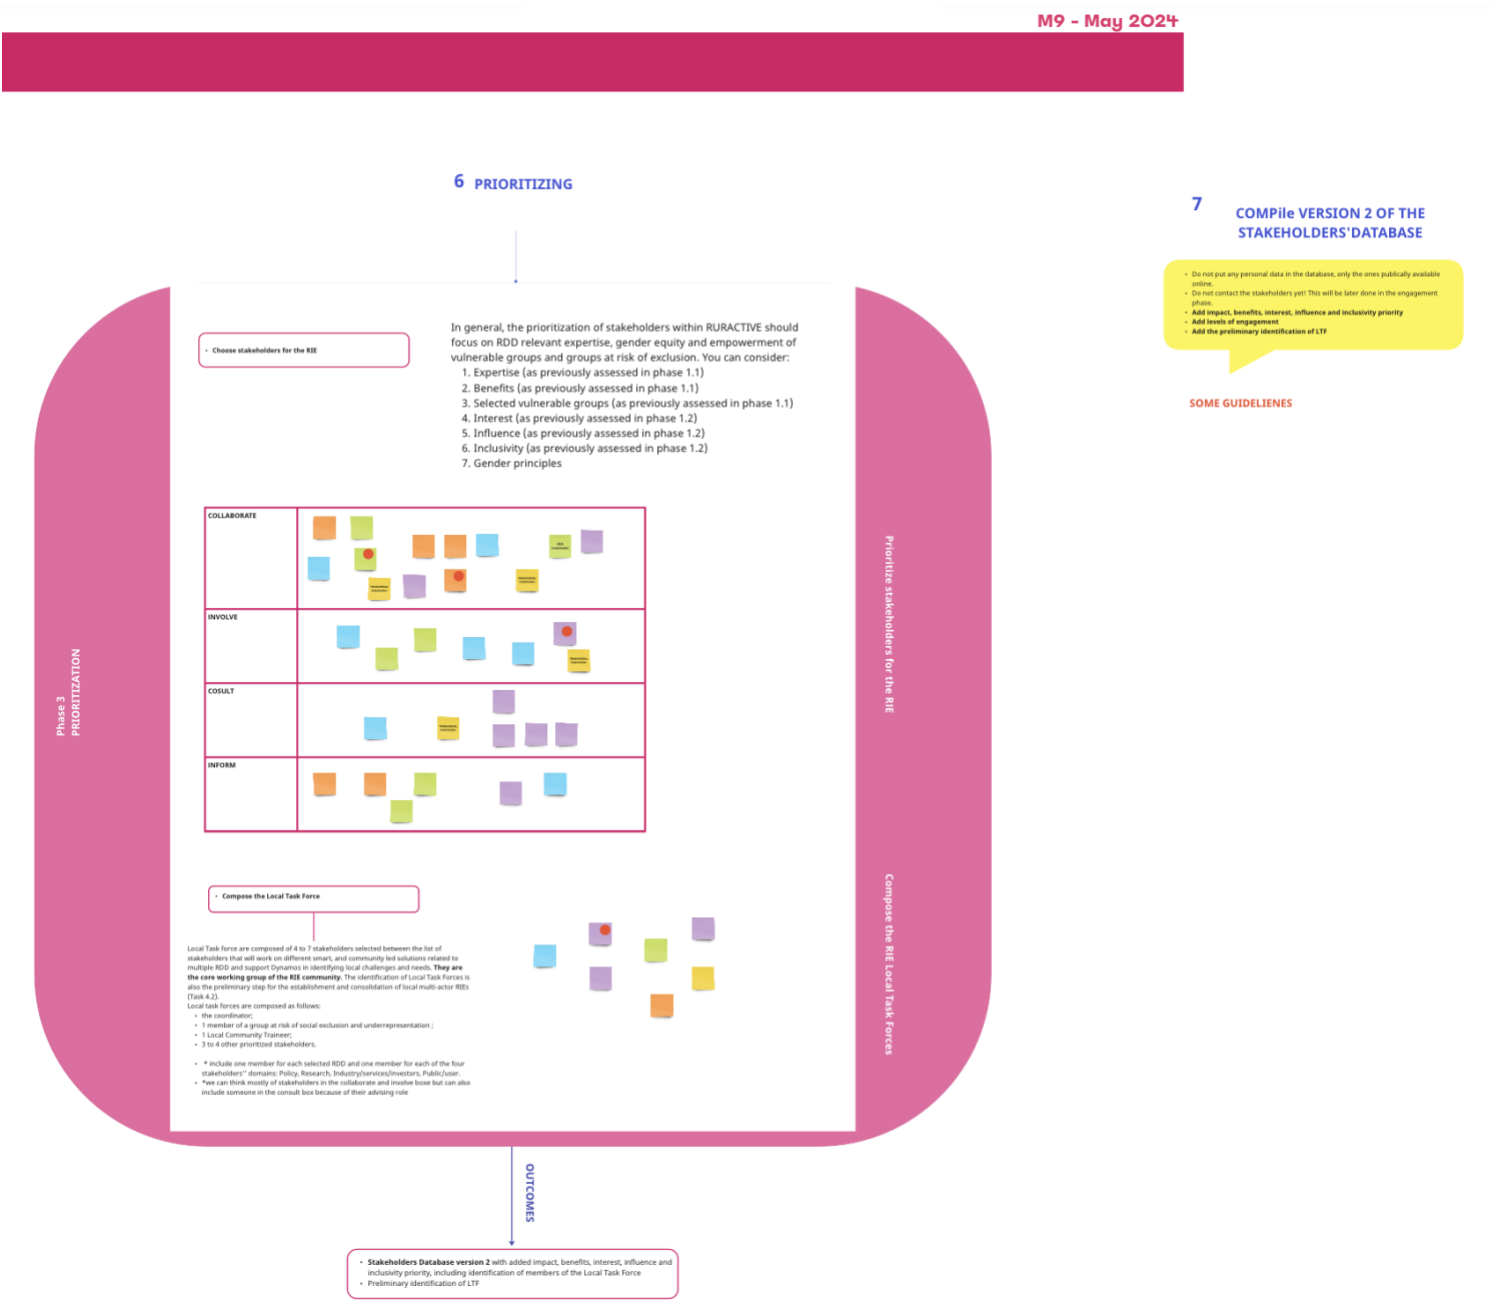 M9 - May 2024
6 PRIORITIZING
7
COMPile VERSION 2 OF THE
STAKEHOLDERS'DATABASE
• Do not put any personal data in the database, only the ones publically available
online.
• Do not contact the stakeholders yet! This will be later done in the engagement
phase.
• Add impact, benefits, interest, influence and inclusivity priority
• Add levels of engagement
• Add the preliminary identification of LTF
SOME GUIDELIENES
• Choose stakeholders for the RIE
In general, the prioritization of stakeholders within RURACTIVE should
focus on RDD relevant expertise, gender equity and empowerment of
vulnerable groups and groups at risk of exclusion. You can consider:
1. Expertise (as previously assessed in phase 1.1)
2. Benefits (as previously assessed in phase 1.1)
3. Selected vulnerable groups (as previously assessed in phase 1.1)
4. Interest (as previously assessed in phase 1.2)
5. Influence (as previously assessed in phase 1.2)
6. Inclusivity (as previously assessed in phase 1.2)
7. Gender principles
COLLABORATE
INVOLVE
COSULT
INFORM
Phase 3
PRIORITIZATION
Prioritize stakeholders for the RIE
Compose the RIE Local Task Forces
• Compose the Local Task Force
Local Task force are composed of 4 to 7 stakeholders selected between the list of
stakeholders that will work on different smart, and community led solutions related to
multiple RDD and support Dynamos in identifying local challenges and needs. They are
the core working group of the RIE community. The identification of Local Task Forces is
also the preliminary step for the establishment and consolidation of local multi-actor RIEs
(Task 4.2).
Local task forces are composed as follows:
• the coordinator;
• 1 member of a group at risk of social exclusion and underrepresentation ;
• 1 Local Community Traineer;
• 3 to 4 other prioritized stakeholders.
• * include one member for each selected RDD and one member for each of the four
stakeholders'' domains: Policy, Research, Industry/services/investors, Public/user.
• *we can think mostly of stakeholders in the collaborate and involve boxe but can also
include someone in the consult box because of their advising role
OUTCOMES
• Stakeholders Database version 2 with added impact, benefits, interest, influence and
inclusivity priority, including identification of members of the Local Task Force
• Preliminary identification of LTF